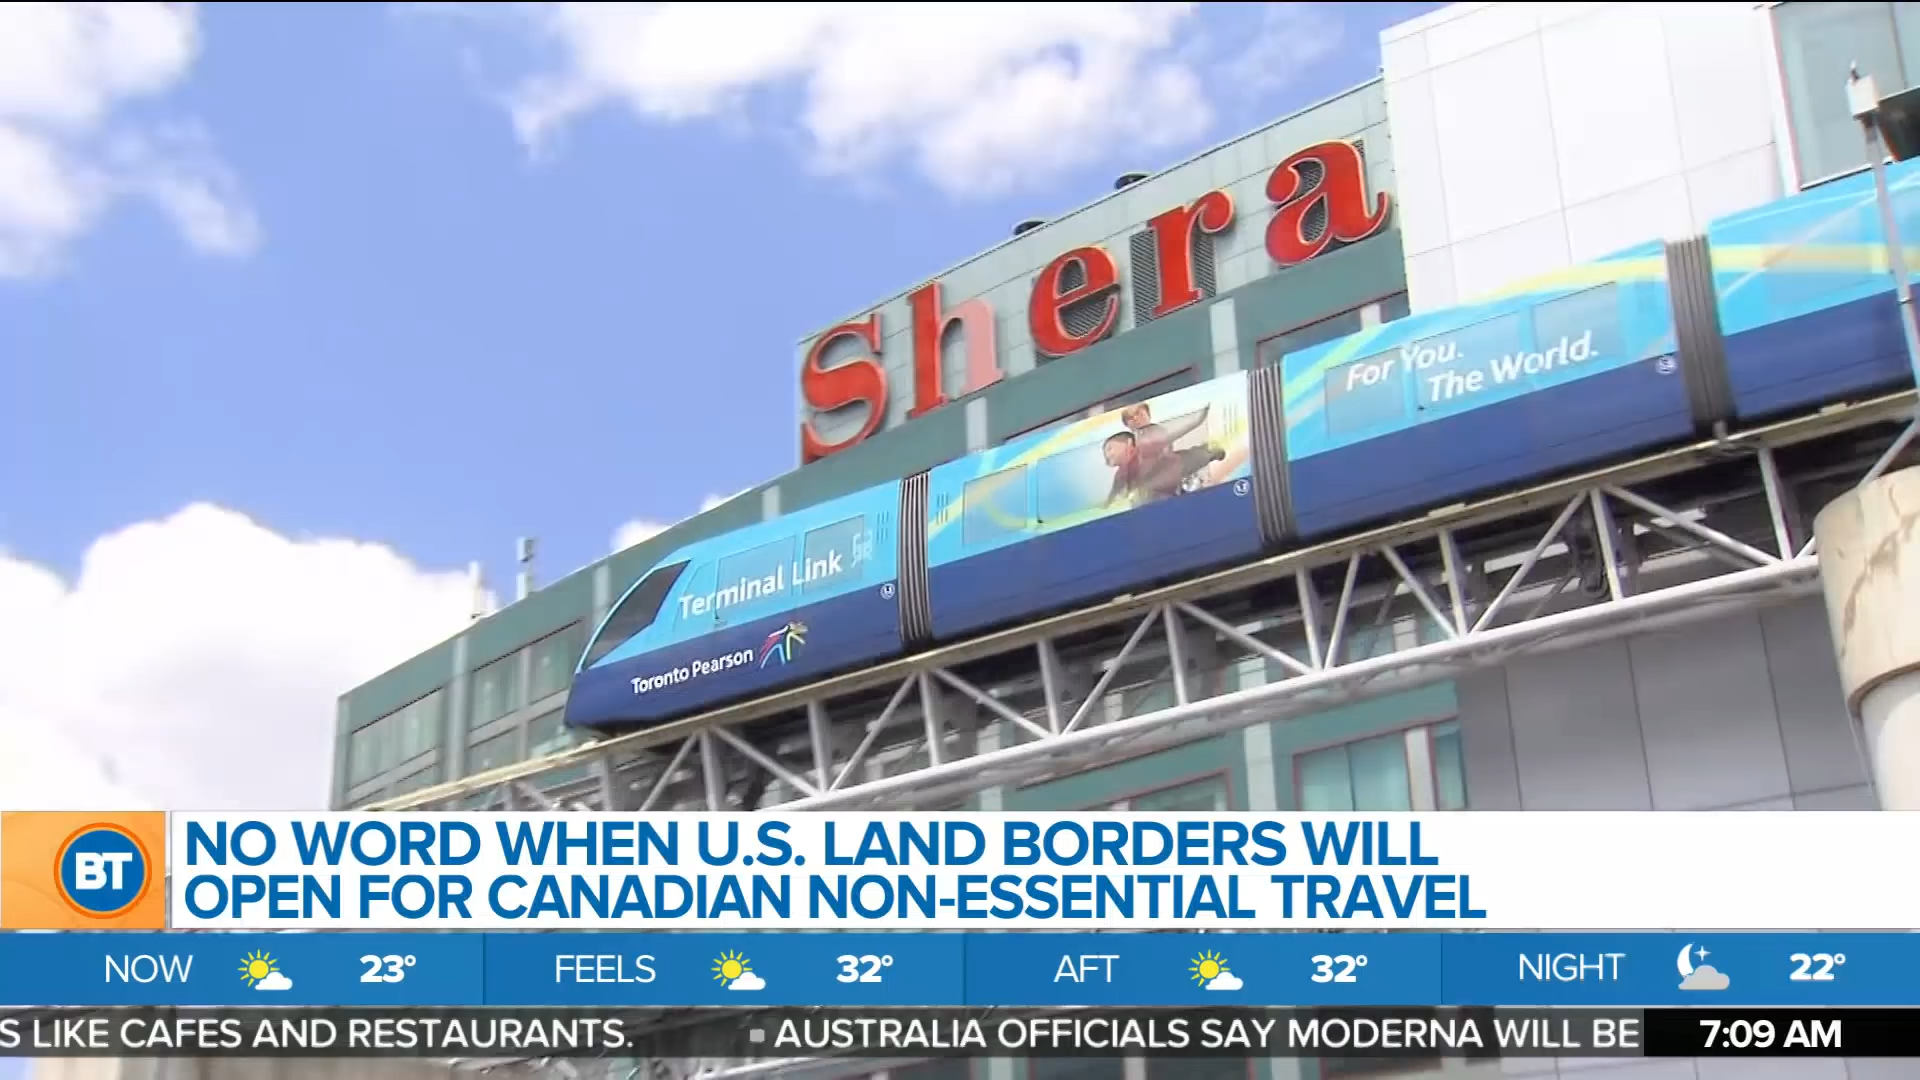 Shera
For You.
The World.
Terminal Link
Toronto Pearson
BT
NO WORD WHEN U.S. LAND BORDERS WILL
OPEN FOR CANADIAN NON-ESSENTIAL TRAVEL
NOW 23° FEELS 32° AFT 32° NIGHT 22°
S LIKE CAFES AND RESTAURANTS. ▪ AUSTRALIA OFFICIALS SAY MODERNA WILL BE 7:09 AM